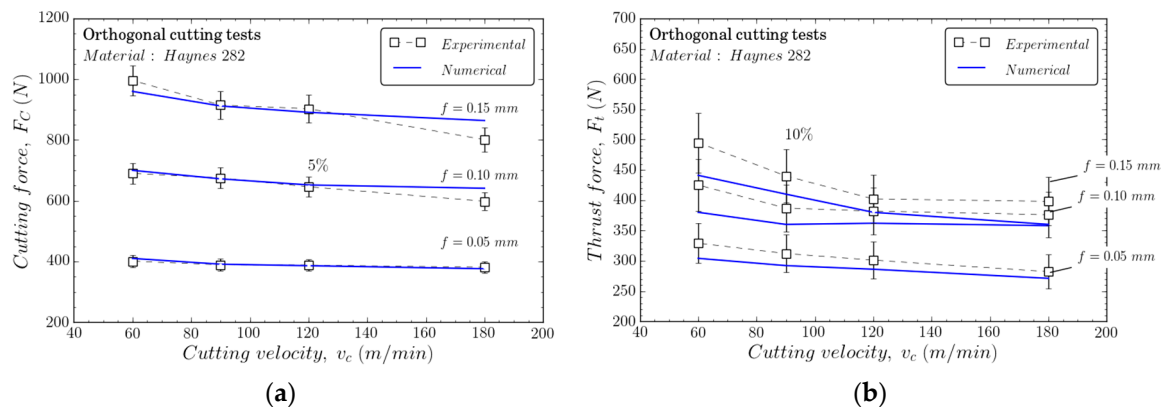 Orthogonal cutting tests
Material : Haynes 282
Experimental
Numerical
f = 0.15 mm
5%
f = 0.10 mm
f = 0.05 mm
1200
1000
800
600
400
200
40 60 80 100 120 140 160 180 200
Cutting force, F_C (N)
Cutting velocity, v_c (m/min)
(a)
Orthogonal cutting tests
Material : Haynes 282
Experimental
Numerical
10%
f = 0.15 mm
f = 0.10 mm
f = 0.05 mm
700
650
600
550
500
450
400
350
300
250
200
40 60 80 100 120 140 160 180 200
Thrust force, F_t (N)
Cutting velocity, v_c (m/min)
(b)